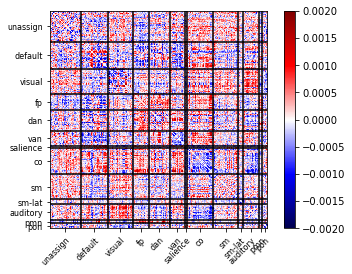 unassign
default
visual
fp
dan
van
salience
co
sm
sm-lat
auditory
pon
unassign
default
visual
fp
dan
van
salience
co
sm
sm-lat
auditory
0.0020
0.0015
0.0010
0.0005
0.0000
−0.0005
−0.0010
−0.0015
−0.0020